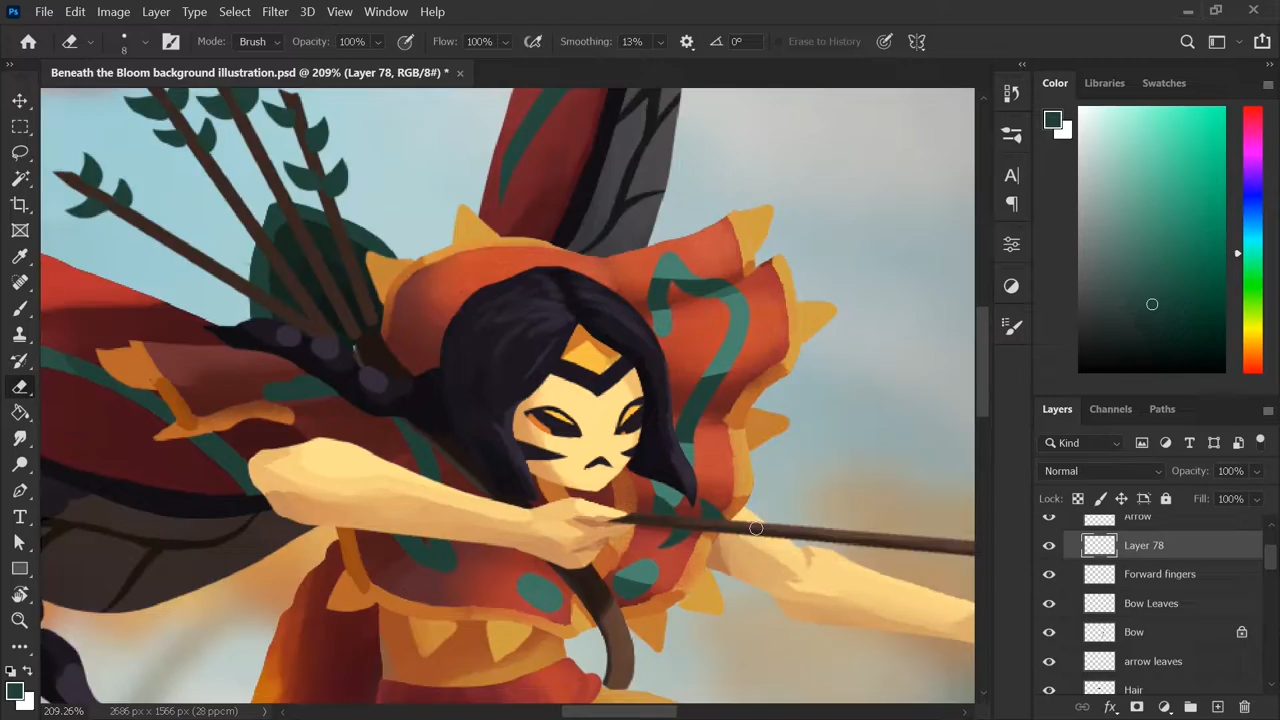 Ps File Edit Image Layer Type Select Filter 3D View Window Help
8 Mode: Brush Opacity: 100% Flow: 100% Smoothing: 13% 0° Erase to History
Beneath the Bloom background illustration.psd @ 209% (Layer 78, RGB/8#) * ×
Color Libraries Swatches
Layers Channels Paths
Kind
Normal Opacity: 100%
Lock: Fill: 100%
Arrow
Layer 78
Forward fingers
Bow Leaves
Bow
arrow leaves
Hair
209.26% 2686 px x 1566 px (28 ppcm)